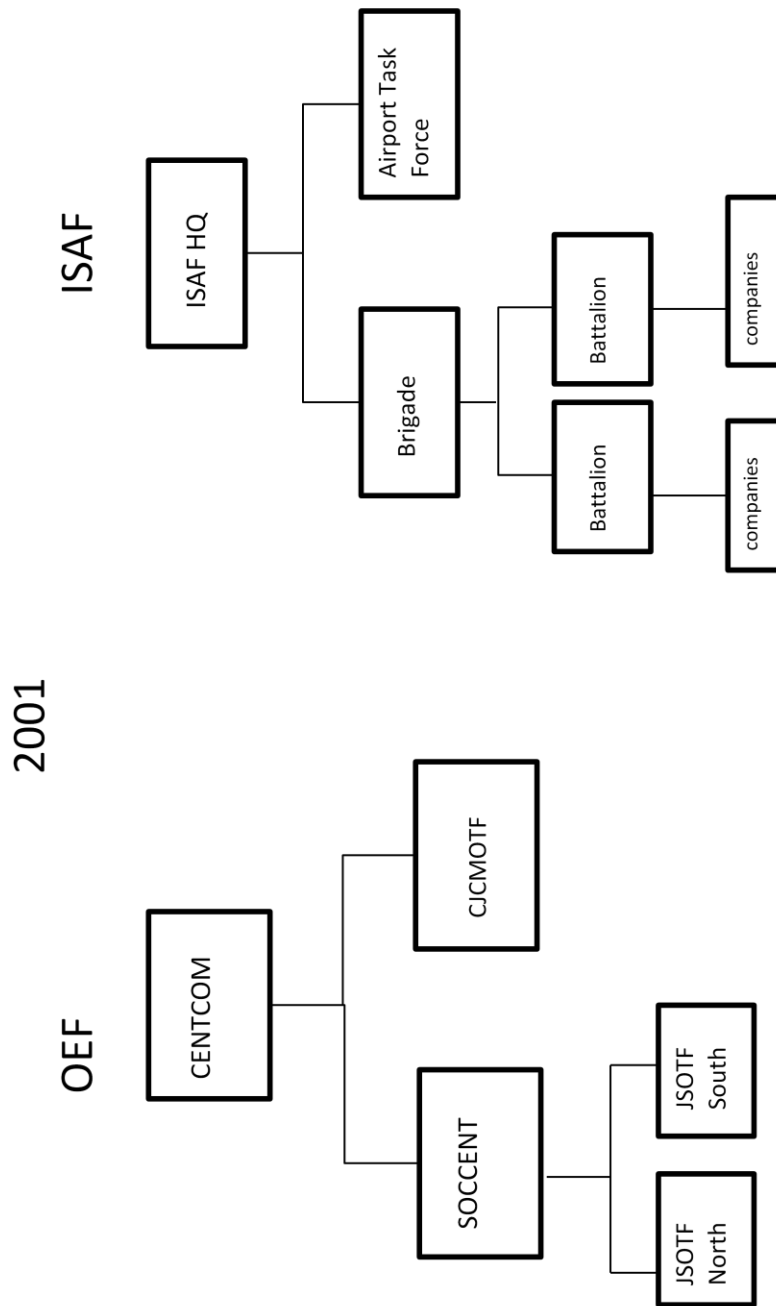 2001
OEF
ISAF
CENTCOM
SOCCENT
CJCMOTF
JSOTF
North
JSOTF
South
ISAF HQ
Brigade
Airport Task
Force
Battalion
Battalion
companies
companies